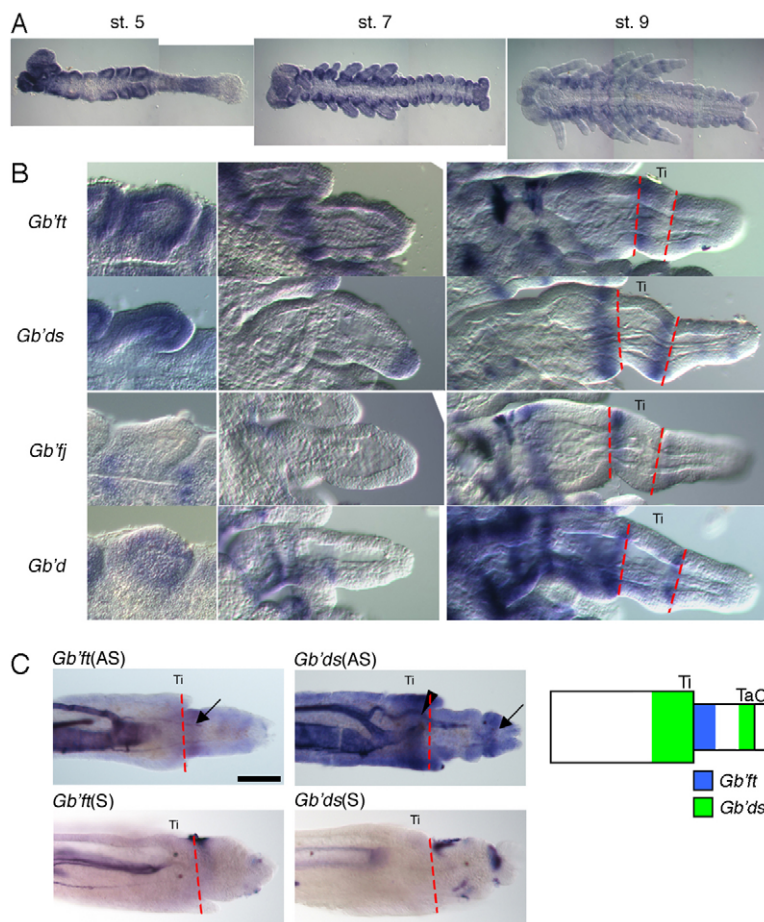 A
st. 5 st. 7 st. 9
B
Gb'ft
Ti
Gb'ds
Ti
Gb'fj
Ti
Gb'd
Ti
C
Gb'ft(AS) Gb'ds(AS)
Ti Ti
Ti TaC
Gb'ft
Gb'ds
Gb'ft(S) Gb'ds(S)
Ti Ti